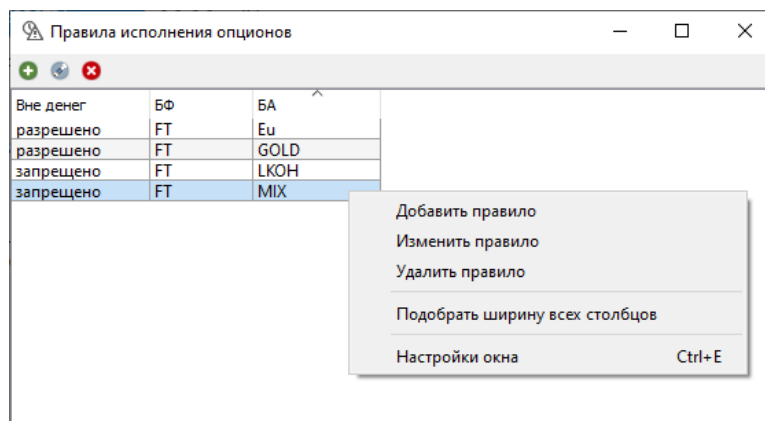 Правила исполнения опционов
Вне денег БФ БА
разрешено FT Eu
разрешено FT GOLD
запрещено FT LKOH
запрещено FT MIX
Добавить правило
Изменить правило
Удалить правило
Подобрать ширину всех столбцов
Настройки окна Ctrl+E